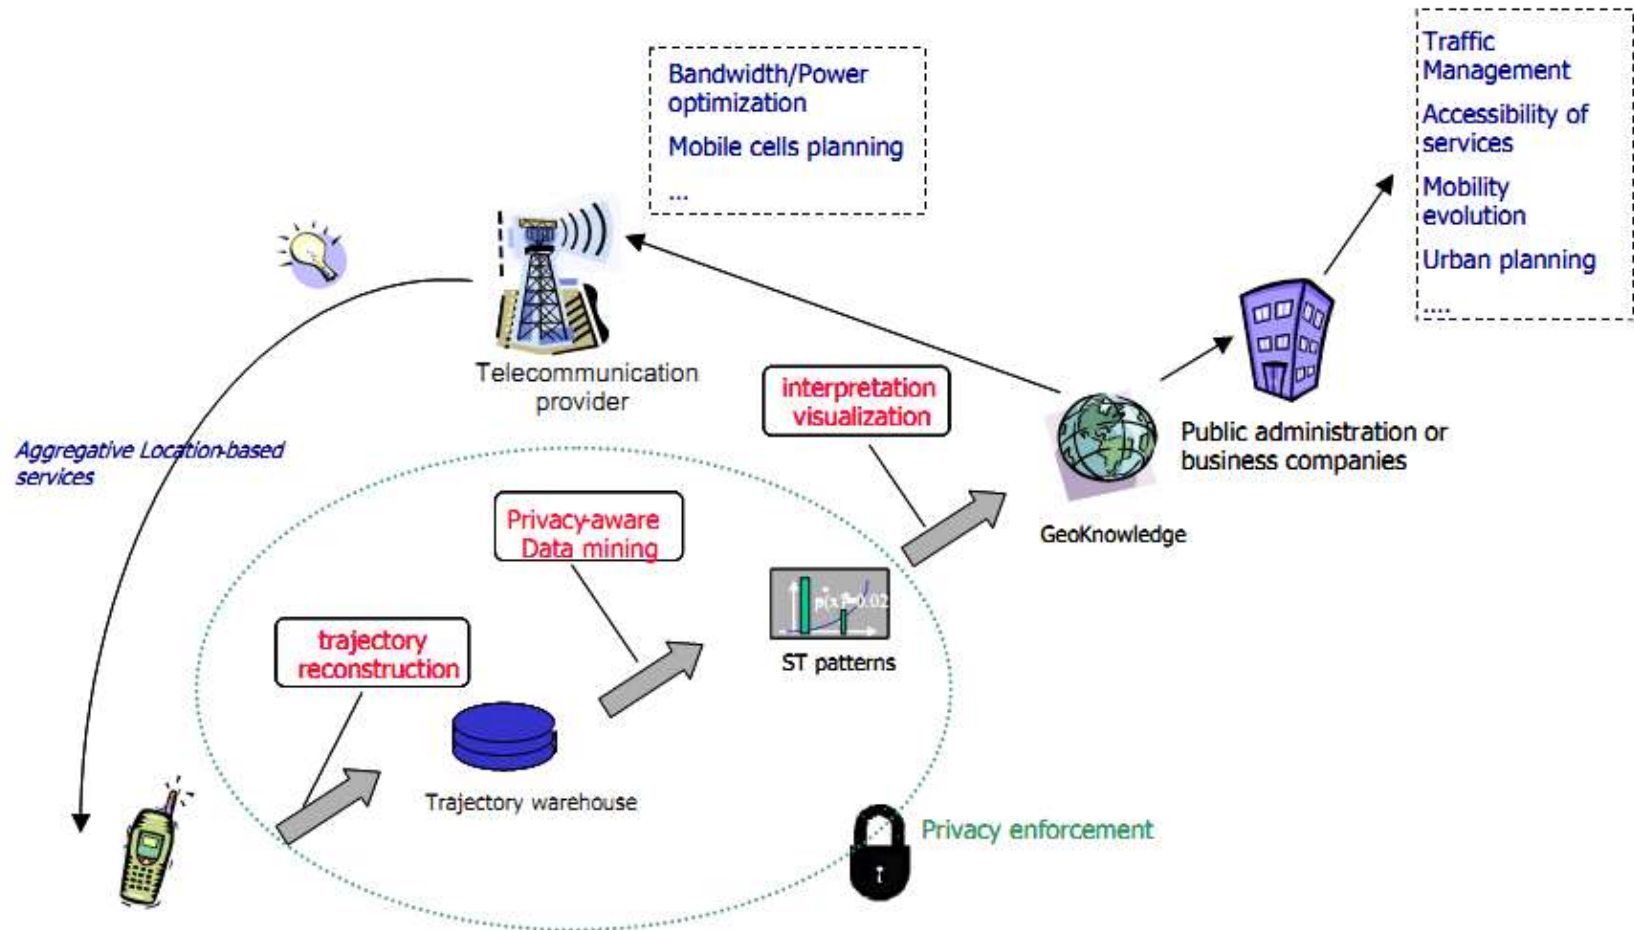 Traffic
Management
Accessibility of
services
Mobility
evolution
Urban planning
....
Bandwidth/Power
optimization
Mobile cells planning
...
Telecommunication
provider
interpretation
visualization
Public administration or
business companies
Aggregative Location-based
services
Privacy-aware
Data mining
GeoKnowledge
p(x)=0.02
ST patterns
trajectory
reconstruction
Trajectory warehouse
Privacy enforcement